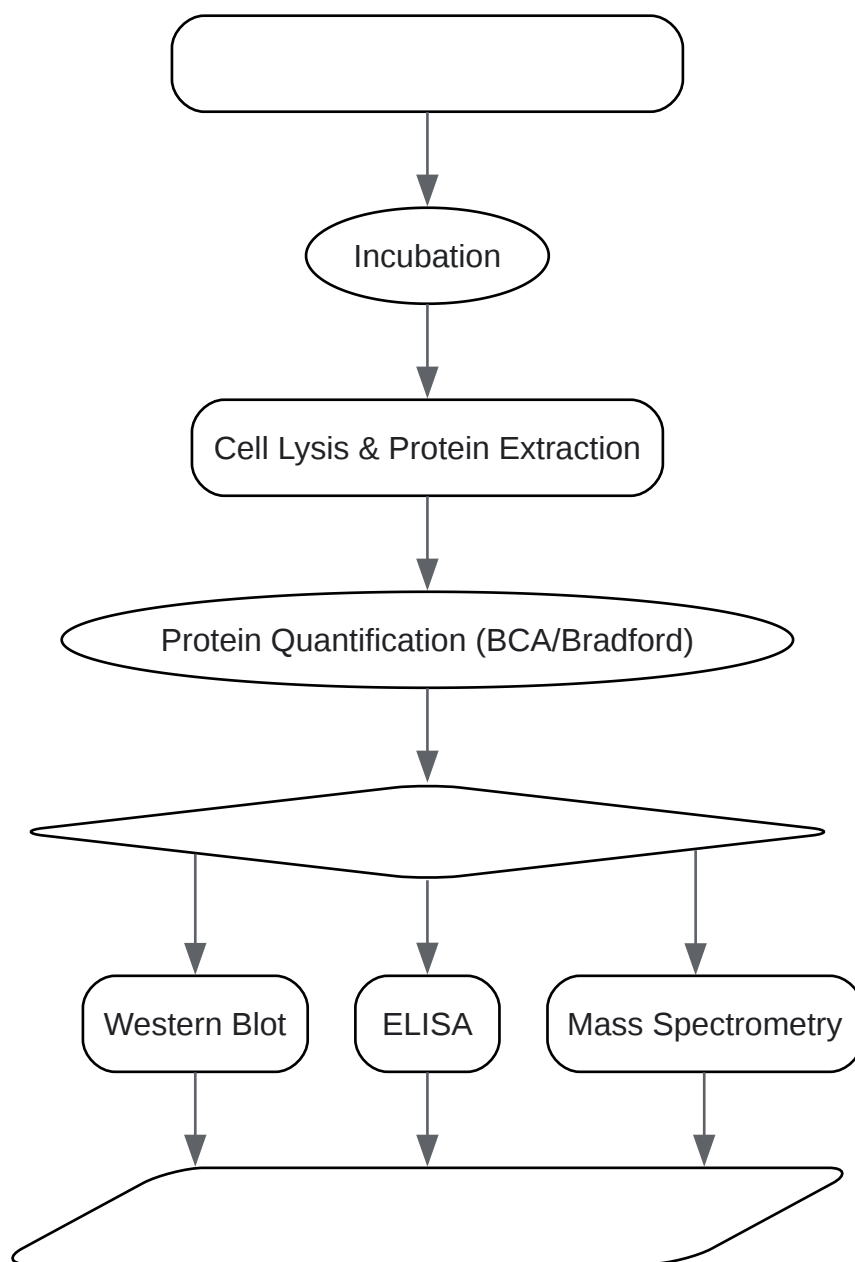 Incubation
Cell Lysis & Protein Extraction
Protein Quantification (BCA/Bradford)
Western Blot
ELISA
Mass Spectrometry